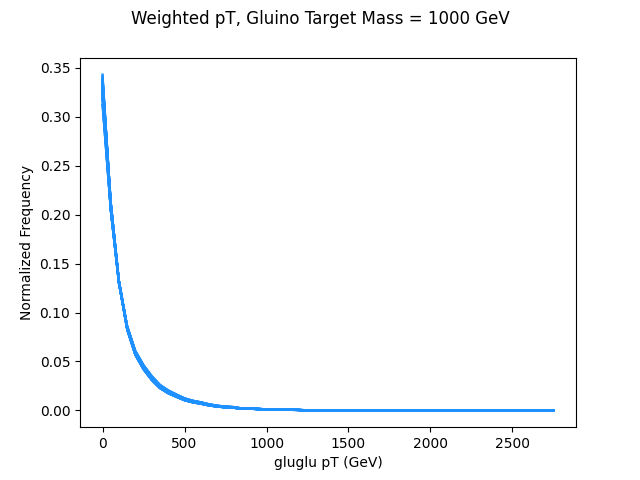 Weighted pT, Gluino Target Mass = 1000 GeV
0.35
0.30
0.25
0.20
0.15
0.10
0.05
0.00
Normalized Frequency
0 500 1000 1500 2000 2500
gluglu pT (GeV)